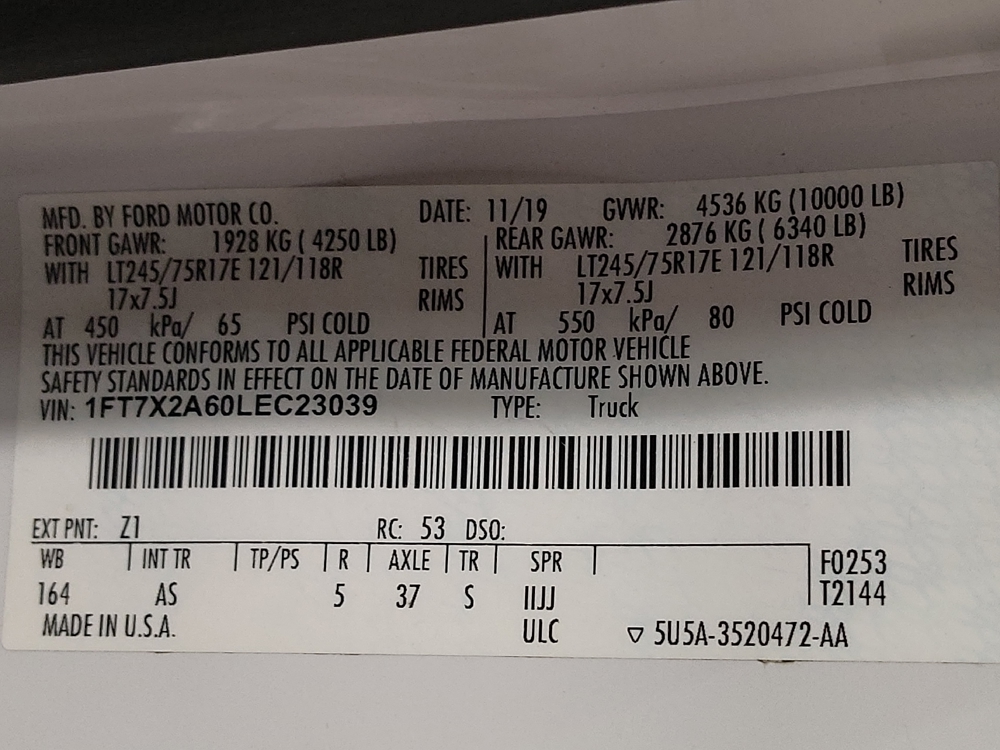 MFD. BY FORD MOTOR CO. DATE: 11/19 GVWR: 4536 KG (10000 LB)
FRONT GAWR: 1928 KG ( 4250 LB) REAR GAWR: 2876 KG ( 6340 LB)
WITH LT245/75R17E 121/118R TIRES WITH LT245/75R17E 121/118R TIRES
17x7.5J RIMS 17x7.5J RIMS
AT 450 kPa/ 65 PSI COLD AT 550 kPa/ 80 PSI COLD
THIS VEHICLE CONFORMS TO ALL APPLICABLE FEDERAL MOTOR VEHICLE
SAFETY STANDARDS IN EFFECT ON THE DATE OF MANUFACTURE SHOWN ABOVE.
VIN: 1FT7X2A60LEC23039 TYPE: Truck
EXT PNT: Z1 RC: 53 DSO:
WB INT TR TP/PS R AXLE TR SPR F0253
164 AS 5 37 S IIJJ T2144
MADE IN U.S.A. ULC ▽ 5U5A-3520472-AA